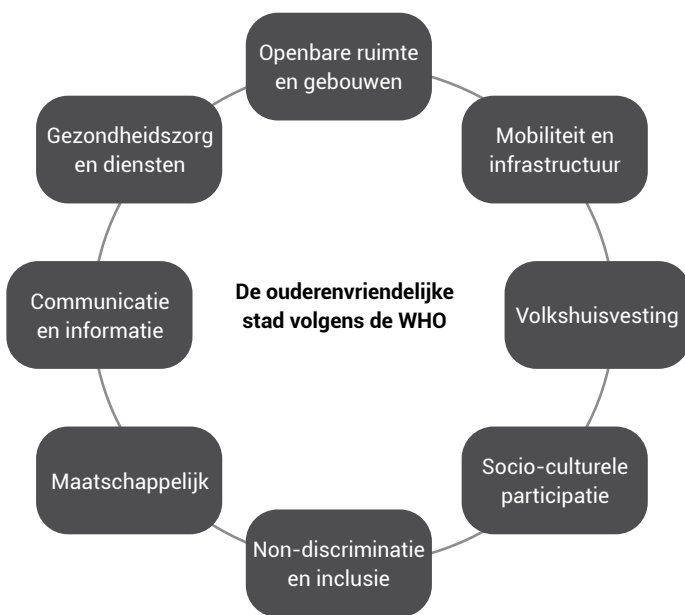 Openbare ruimte
en gebouwen
Gezondheidszorg
en diensten
Mobiliteit en
infrastructuur
De ouderenvriendelijke
stad volgens de WHO
Communicatie
en informatie
Volkshuisvesting
Maatschappelijk
Socio-culturele
participatie
Non-discriminatie
en inclusie